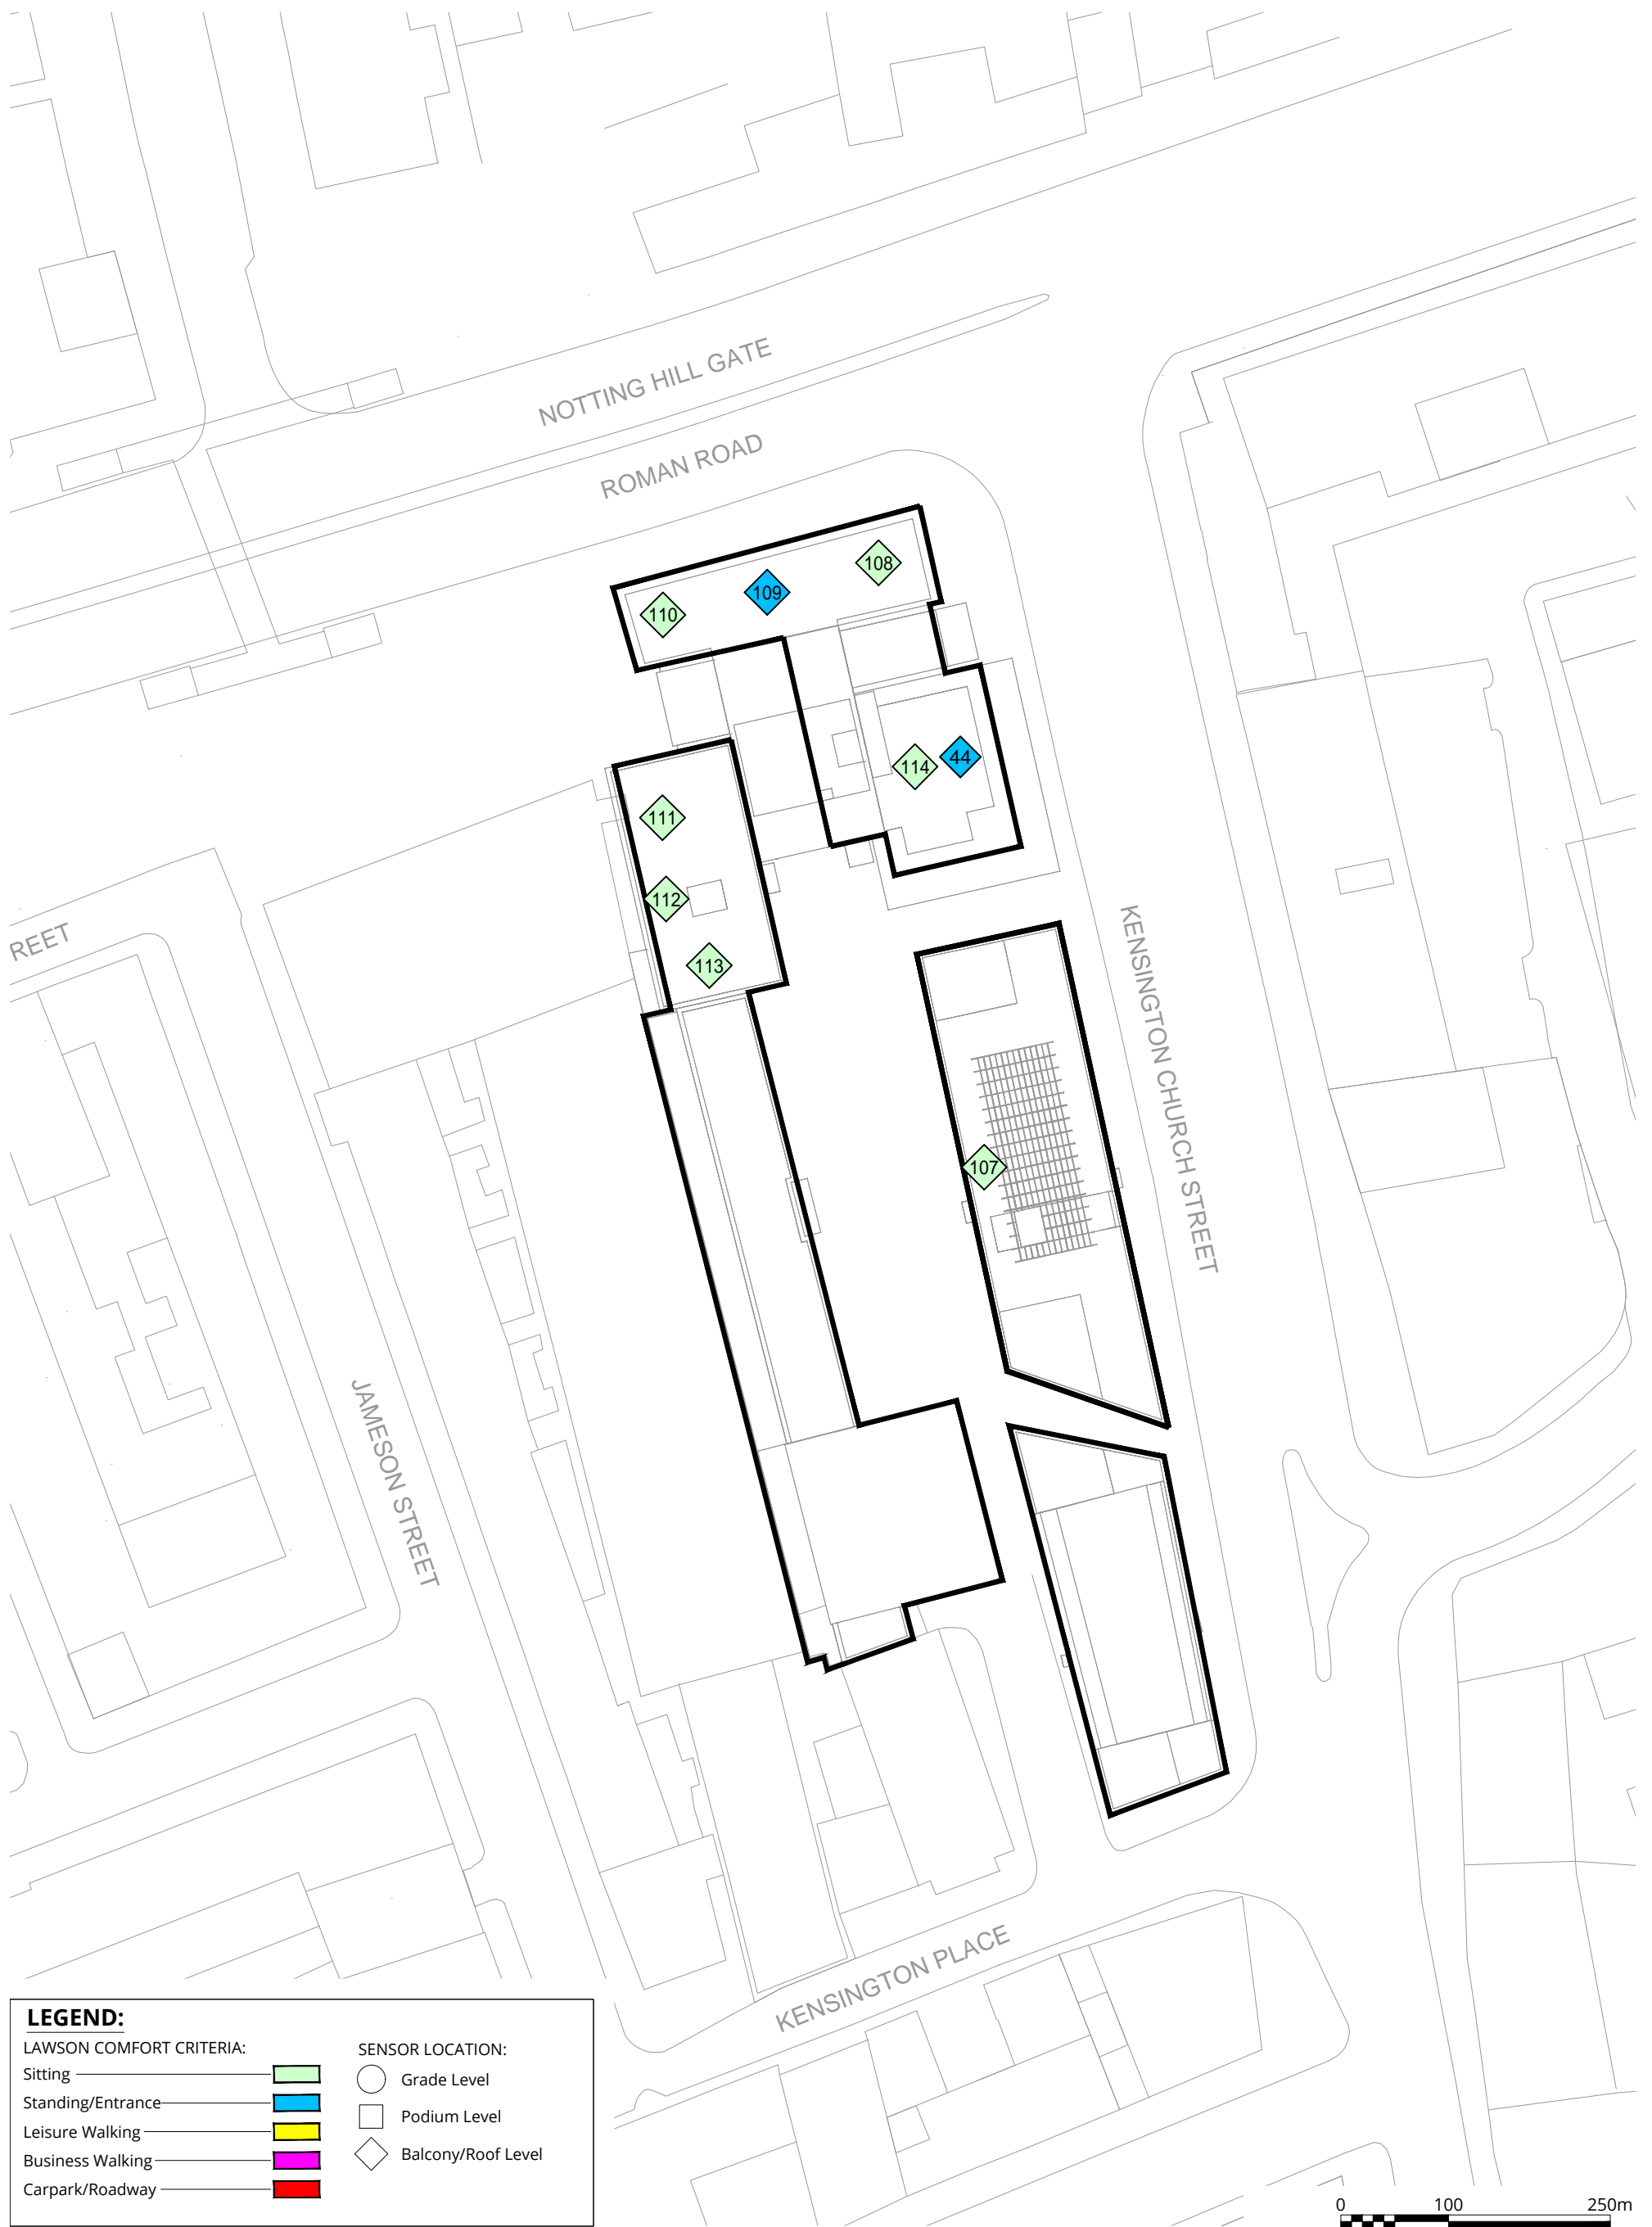 NOTTING HILL GATE
ROMAN ROAD
108
109
110
114
44
111
112
113
REET
KENSINGTON CHURCH STREET
107
JAMESON STREET
KENSINGTON PLACE
LEGEND:
LAWSON COMFORT CRITERIA:
Sitting
Standing/Entrance
Leisure Walking
Business Walking
Carpark/Roadway
SENSOR LOCATION:
Grade Level
Podium Level
Balcony/Roof Level
0 100 250m